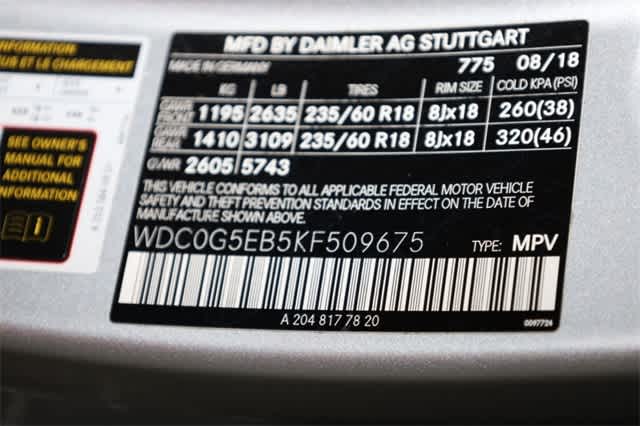 NFORMATION
US ET LE CHARGEMENT
SEE OWNER'S
MANUAL FOR
ADDITIONAL
INFORMATION
MFD BY DAIMLER AG STUTTGART
MADE IN GERMANY 775 08/18
KG LB TIRES RIM SIZE COLD KPA (PSI)
GAWR FRONT 1195 2635 235/60 R18 8Jx18 260(38)
GAWR REAR 1410 3109 235/60 R18 8Jx18 320(46)
GVWR 2605 5743
THIS VEHICLE CONFORMS TO ALL APPLICABLE FEDERAL MOTOR VEHICLE
SAFETY AND THEFT PREVENTION STANDARDS IN EFFECT ON THE DATE OF
MANUFACTURE SHOWN ABOVE.
WDC0G5EB5KF509675 TYPE: MPV
A 204 817 78 20
0097724